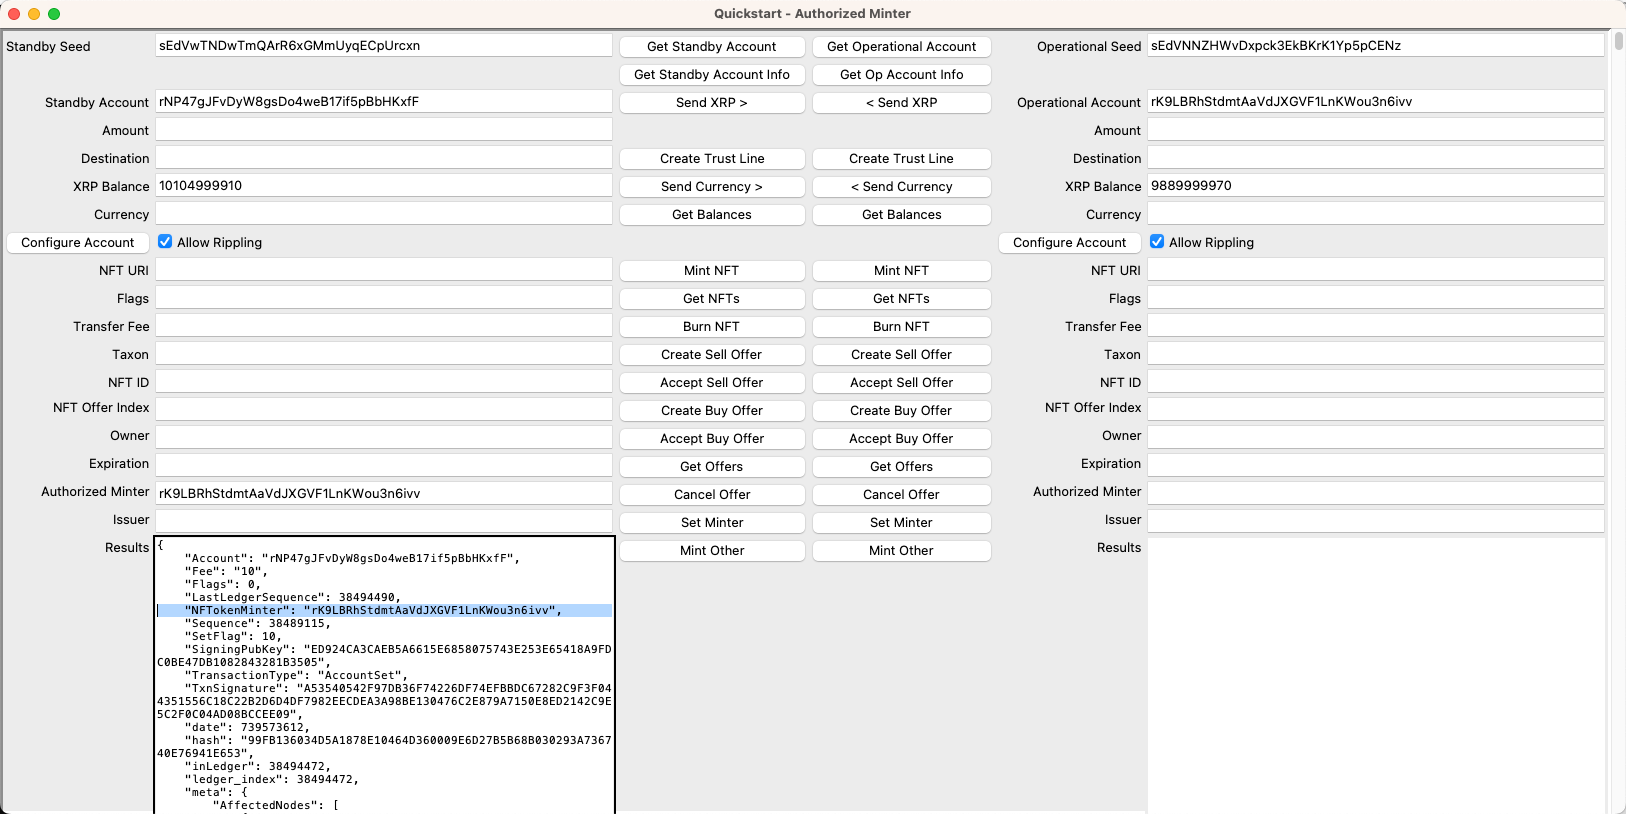 Quickstart - Authorized Minter
Standby Seed sEdVwTNDwTmQArR6xGMmUyqECpUrcxn Get Standby Account Get Operational Account Operational Seed sEdVNNZHWvDxpck3EkBKrK1Yp5pCENz
Get Standby Account Info Get Op Account Info
Standby Account rNP47gJFvDyW8gsDo4weB17if5pBbHKxfF Send XRP > < Send XRP Operational Account rK9LBRhStdmtAaVdJXGVF1LnKWou3n6ivv
Amount Amount
Destination Create Trust Line Create Trust Line Destination
XRP Balance 10104999910 Send Currency > < Send Currency XRP Balance 9889999970
Currency Get Balances Get Balances Currency
Configure Account Allow Rippling Configure Account Allow Rippling
NFT URI Mint NFT Mint NFT NFT URI
Flags Get NFTs Get NFTs Flags
Transfer Fee Burn NFT Burn NFT Transfer Fee
Taxon Create Sell Offer Create Sell Offer Taxon
NFT ID Accept Sell Offer Accept Sell Offer NFT ID
NFT Offer Index Create Buy Offer Create Buy Offer NFT Offer Index
Owner Accept Buy Offer Accept Buy Offer Owner
Expiration Get Offers Get Offers Expiration
Authorized Minter rK9LBRhStdmtAaVdJXGVF1LnKWou3n6ivv Cancel Offer Cancel Offer Authorized Minter
Issuer Set Minter Set Minter Issuer
Results { Mint Other Mint Other Results
"Account": "rNP47gJFvDyW8gsDo4weB17if5pBbHKxfF",
"Fee": "10",
"Flags": 0,
"LastLedgerSequence": 38494490,
"NFTokenMinter": "rK9LBRhStdmtAaVdJXGVF1LnKWou3n6ivv",
"Sequence": 38489115,
"SetFlag": 10,
"SigningPubKey": "ED924CA3CAEB5A6615E6858075743E253E65418A9FD
C0BE47DB1082843281B3505",
"TransactionType": "AccountSet",
"TxnSignature": "A53540542F97DB36F74226DF74EFBBDC67282C9F3F04
4351556C18C22B2D6D4DF7982EECDEA3A98BE130476C2E879A7150E8ED2142C9E
5C2F0C04AD08BCCEE09",
"date": 739573612,
"hash": "99FB136034D5A1878E10464D360009E6D27B5B68B030293A7367
40E76941E653",
"inLedger": 38494472,
"ledger_index": 38494472,
"meta": {
"AffectedNodes": [